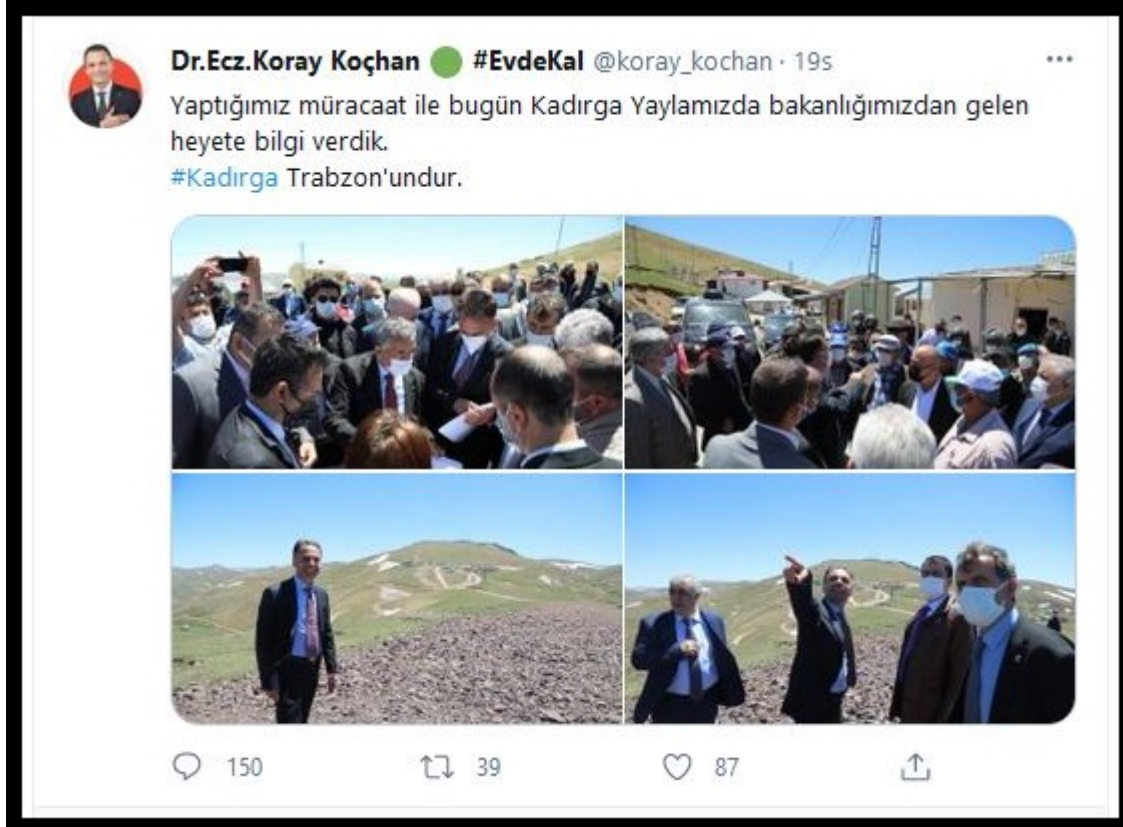 Dr.Ecz.Koray Koçhan 🟢 #EvdeKal @koray_kochan · 19s
Yaptığımız müracaat ile bugün Kadırga Yaylamızda bakanlığımızdan gelen
heyete bilgi verdik.
#Kadırga Trabzon'undur.
150 39 87